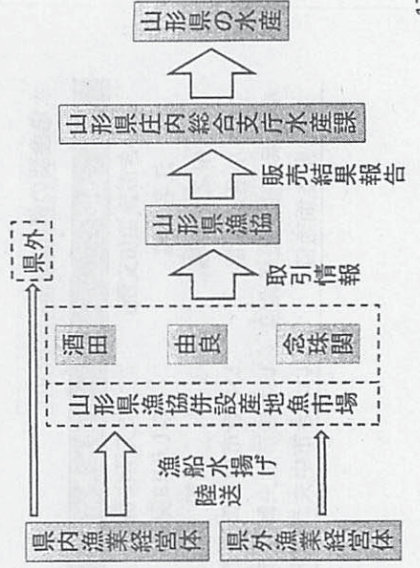 県内漁業経営体
県外漁業経営体
漁船水揚げ
陸送
県外
山形県漁協併設産地魚市場
酒田
由良
念珠関
取引情報
山形県漁協
販売結果報告
山形県庄内総合支庁水産課
山形県の水産